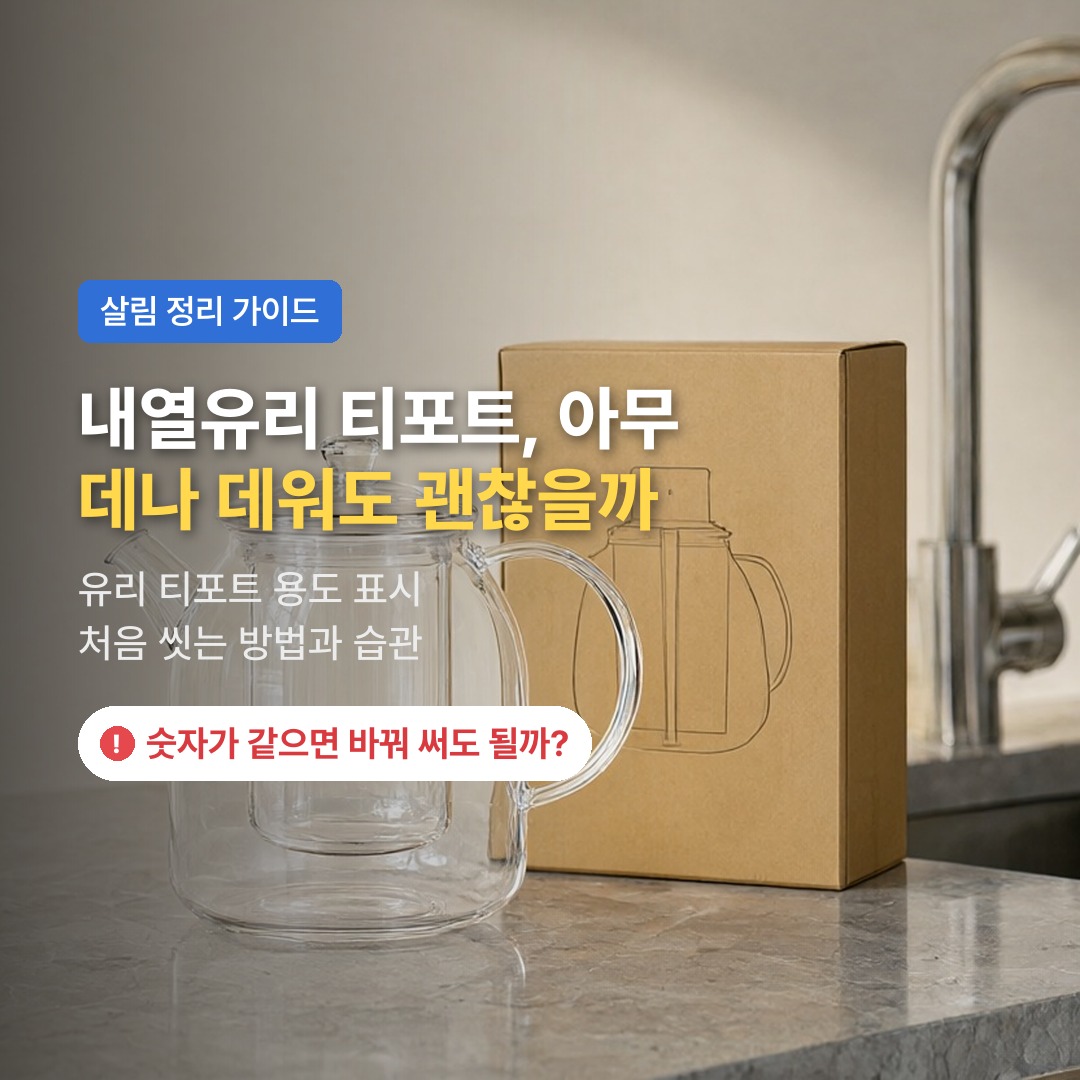 살림 정리 가이드
내열유리 티포트, 아무
데나 데워도 괜찮을까
유리 티포트 용도 표시
처음 씻는 방법과 습관
! 숫자가 같으면 바꿔 써도 될까?